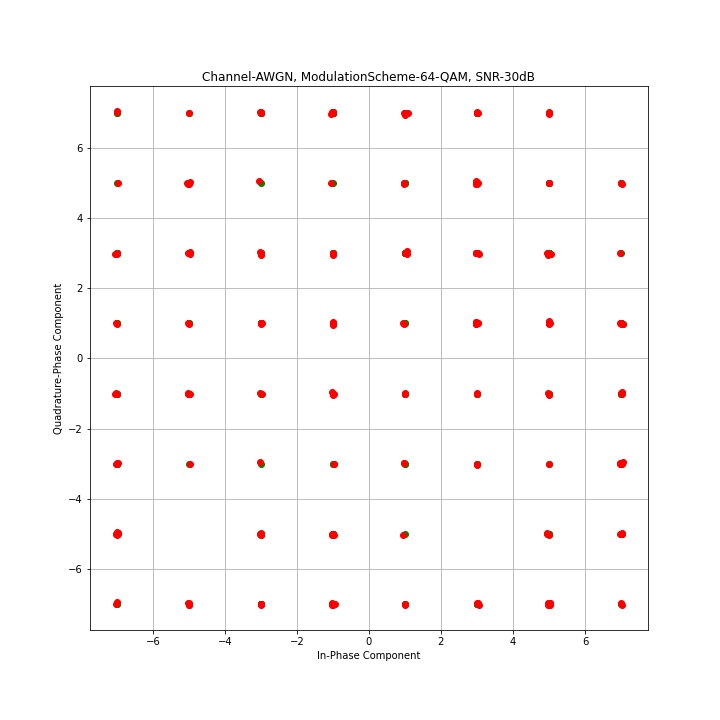 Channel-AWGN, ModulationScheme-64-QAM, SNR-30dB
6
4
2
0
−2
−4
−6
Quadrature-Phase Component
−6 −4 −2 0 2 4 6
In-Phase Component